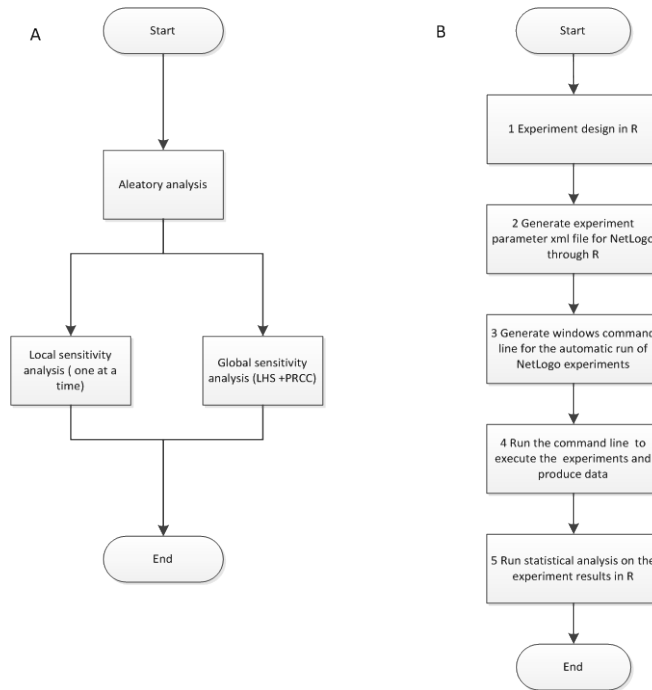 A
Start
Aleatory analysis
Local sensitivity
analysis ( one at a
time)
Global sensitivity
analysis (LHS +PRCC)
End
B
Start
1 Experiment design in R
2 Generate experiment
parameter xml file for NetLogo
through R
3 Generate windows command
line for the automatic run of
NetLogo experiments
4 Run the command line to
execute the experiments and
produce data
5 Run statistical analysis on the
experiment results in R
End